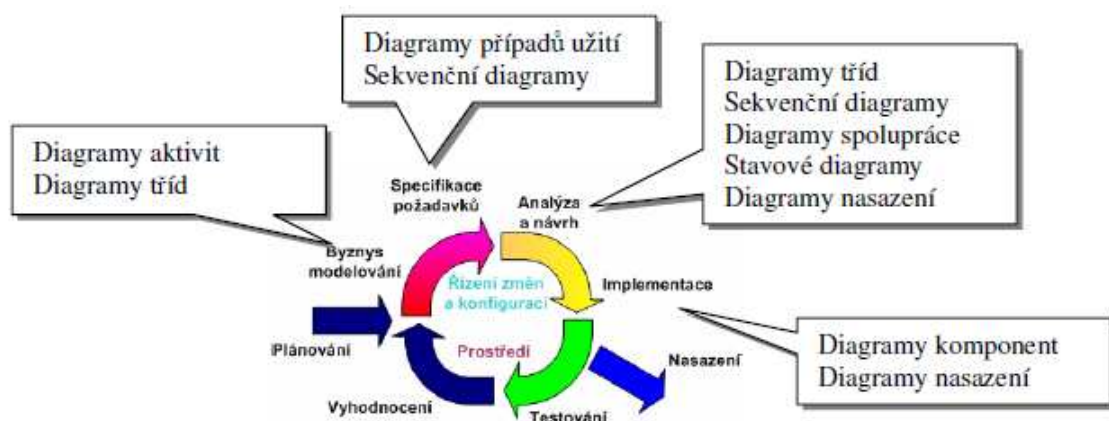 Diagramy případů užití
Sekvenční diagramy
Diagramy tříd
Sekvenční diagramy
Diagramy spolupráce
Stavové diagramy
Diagramy nasazení
Diagramy aktivit
Diagramy tříd
Specifikace
požadavků
Analýza
a návrh
Byznys
modelování
Řízení změn
a konfigurací
Implementace
Plánování
Prostředí
Nasazení
Vyhodnocení
Testování
Diagramy komponent
Diagramy nasazení